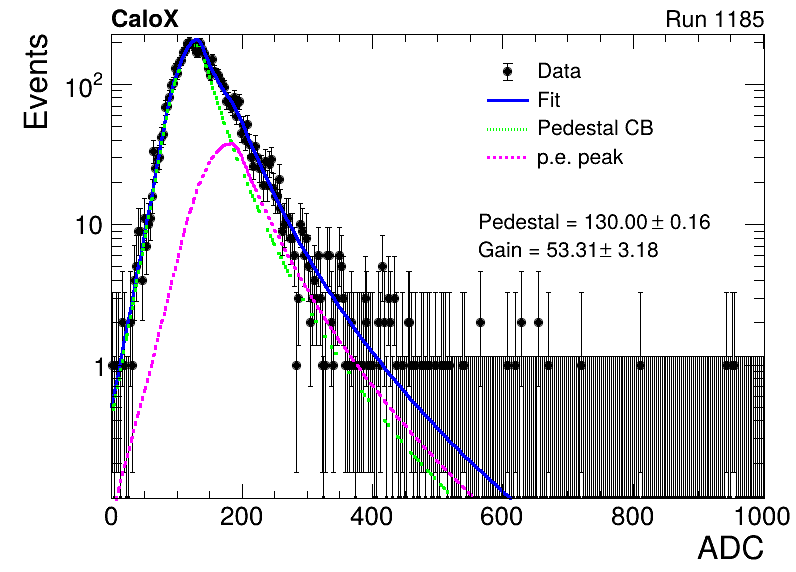 CaloX Run 1185
Events
10²
10
1
Data
Fit
Pedestal CB
p.e. peak
Pedestal = 130.00 ± 0.16
Gain = 53.31 ± 3.18
0 200 400 600 800 1000
ADC